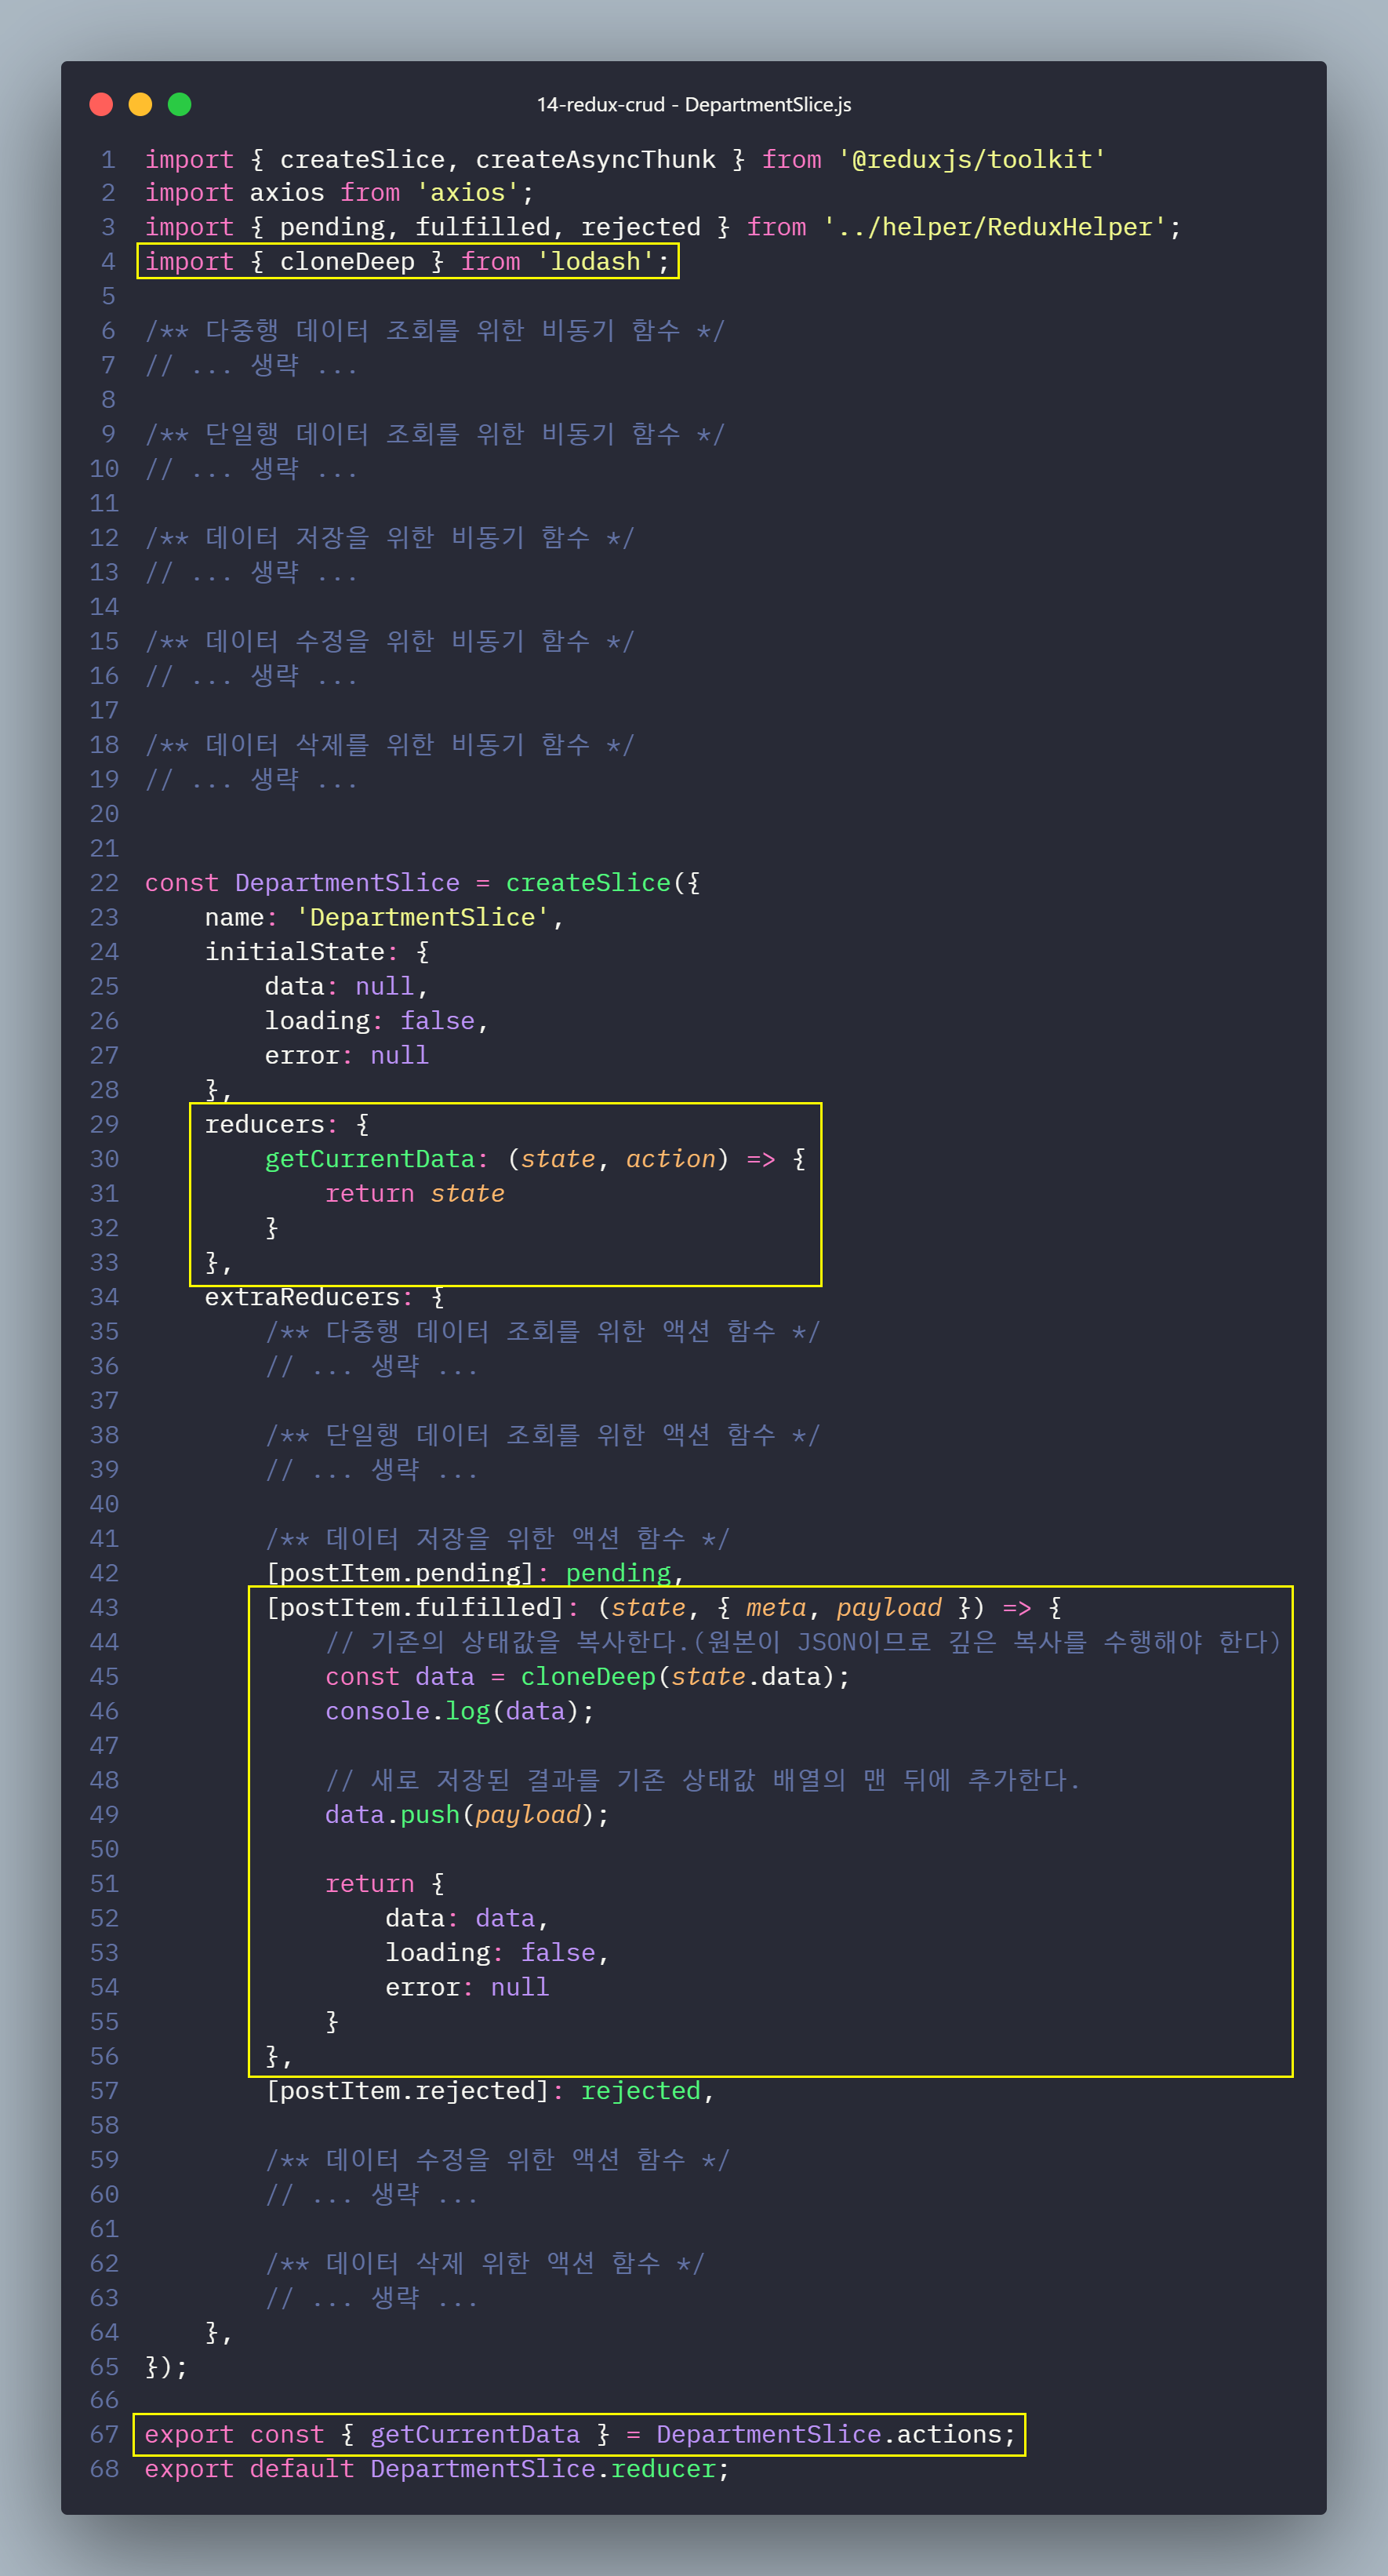 14-redux-crud - DepartmentSlice.js
1 import { createSlice, createAsyncThunk } from '@reduxjs/toolkit'
2 import axios from 'axios';
3 import { pending, fulfilled, rejected } from '../helper/ReduxHelper';
4 import { cloneDeep } from 'lodash';
5
6 /** 다중행 데이터 조회를 위한 비동기 함수 */
7 // ... 생략 ...
8
9 /** 단일행 데이터 조회를 위한 비동기 함수 */
10 // ... 생략 ...
11
12 /** 데이터 저장을 위한 비동기 함수 */
13 // ... 생략 ...
14
15 /** 데이터 수정을 위한 비동기 함수 */
16 // ... 생략 ...
17
18 /** 데이터 삭제를 위한 비동기 함수 */
19 // ... 생략 ...
20
21
22 const DepartmentSlice = createSlice({
23     name: 'DepartmentSlice',
24     initialState: {
25         data: null,
26         loading: false,
27         error: null
28     },
29     reducers: {
30         getCurrentData: (state, action) => {
31             return state
32         }
33     },
34     extraReducers: {
35         /** 다중행 데이터 조회를 위한 액션 함수 */
36         // ... 생략 ...
37
38         /** 단일행 데이터 조회를 위한 액션 함수 */
39         // ... 생략 ...
40
41         /** 데이터 저장을 위한 액션 함수 */
42         [postItem.pending]: pending,
43         [postItem.fulfilled]: (state, { meta, payload }) => {
44             // 기존의 상태값을 복사한다.(원본이 JSON이므로 깊은 복사를 수행해야 한다)
45             const data = cloneDeep(state.data);
46             console.log(data);
47
48             // 새로 저장된 결과를 기존 상태값 배열의 맨 뒤에 추가한다.
49             data.push(payload);
50
51             return {
52                 data: data,
53                 loading: false,
54                 error: null
55             }
56         },
57         [postItem.rejected]: rejected,
58
59         /** 데이터 수정을 위한 액션 함수 */
60         // ... 생략 ...
61
62         /** 데이터 삭제 위한 액션 함수 */
63         // ... 생략 ...
64     },
65 });
66
67 export const { getCurrentData } = DepartmentSlice.actions;
68 export default DepartmentSlice.reducer;